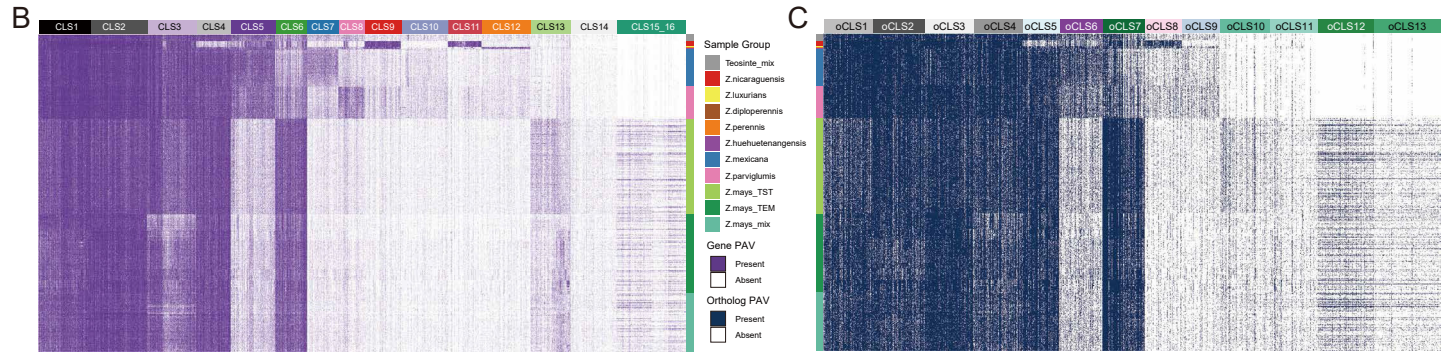 B
CLS1 CLS2 CLS3 CLS4 CLS5 CLS6 CLS7 CLS8 CLS9 CLS10 CLS11 CLS12 CLS13 CLS14 CLS15_16
Sample Group
Teosinte_mix
Z.nicaraguensis
Z.luxurians
Z.diploperennis
Z.perennis
Z.huehuetenangensis
Z.mexicana
Z.parviglumis
Z.mays_TST
Z.mays_TEM
Z.mays_mix
Gene PAV
Present
Absent
Ortholog PAV
Present
Absent
C
oCLS1 oCLS2 oCLS3 oCLS4 oCLS5 oCLS6 oCLS7 oCLS8 oCLS9 oCLS10 oCLS11 oCLS12 oCLS13